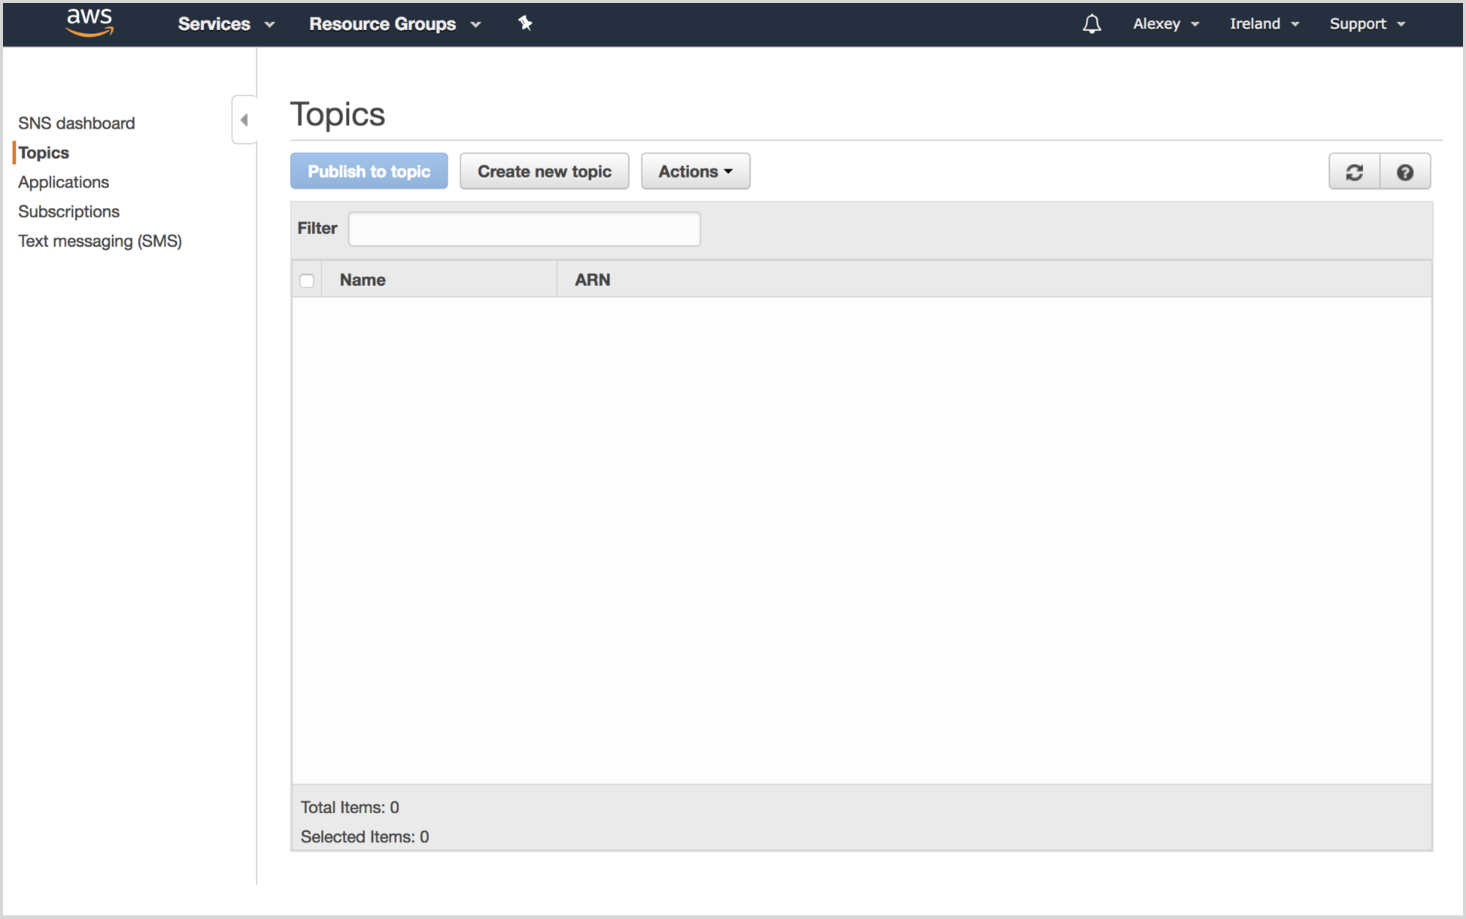 aws Services Resource Groups Alexey Ireland Support
SNS dashboard
Topics
Applications
Subscriptions
Text messaging (SMS)
Topics
Publish to topic Create new topic Actions
Filter
Name ARN
Total Items: 0
Selected Items: 0